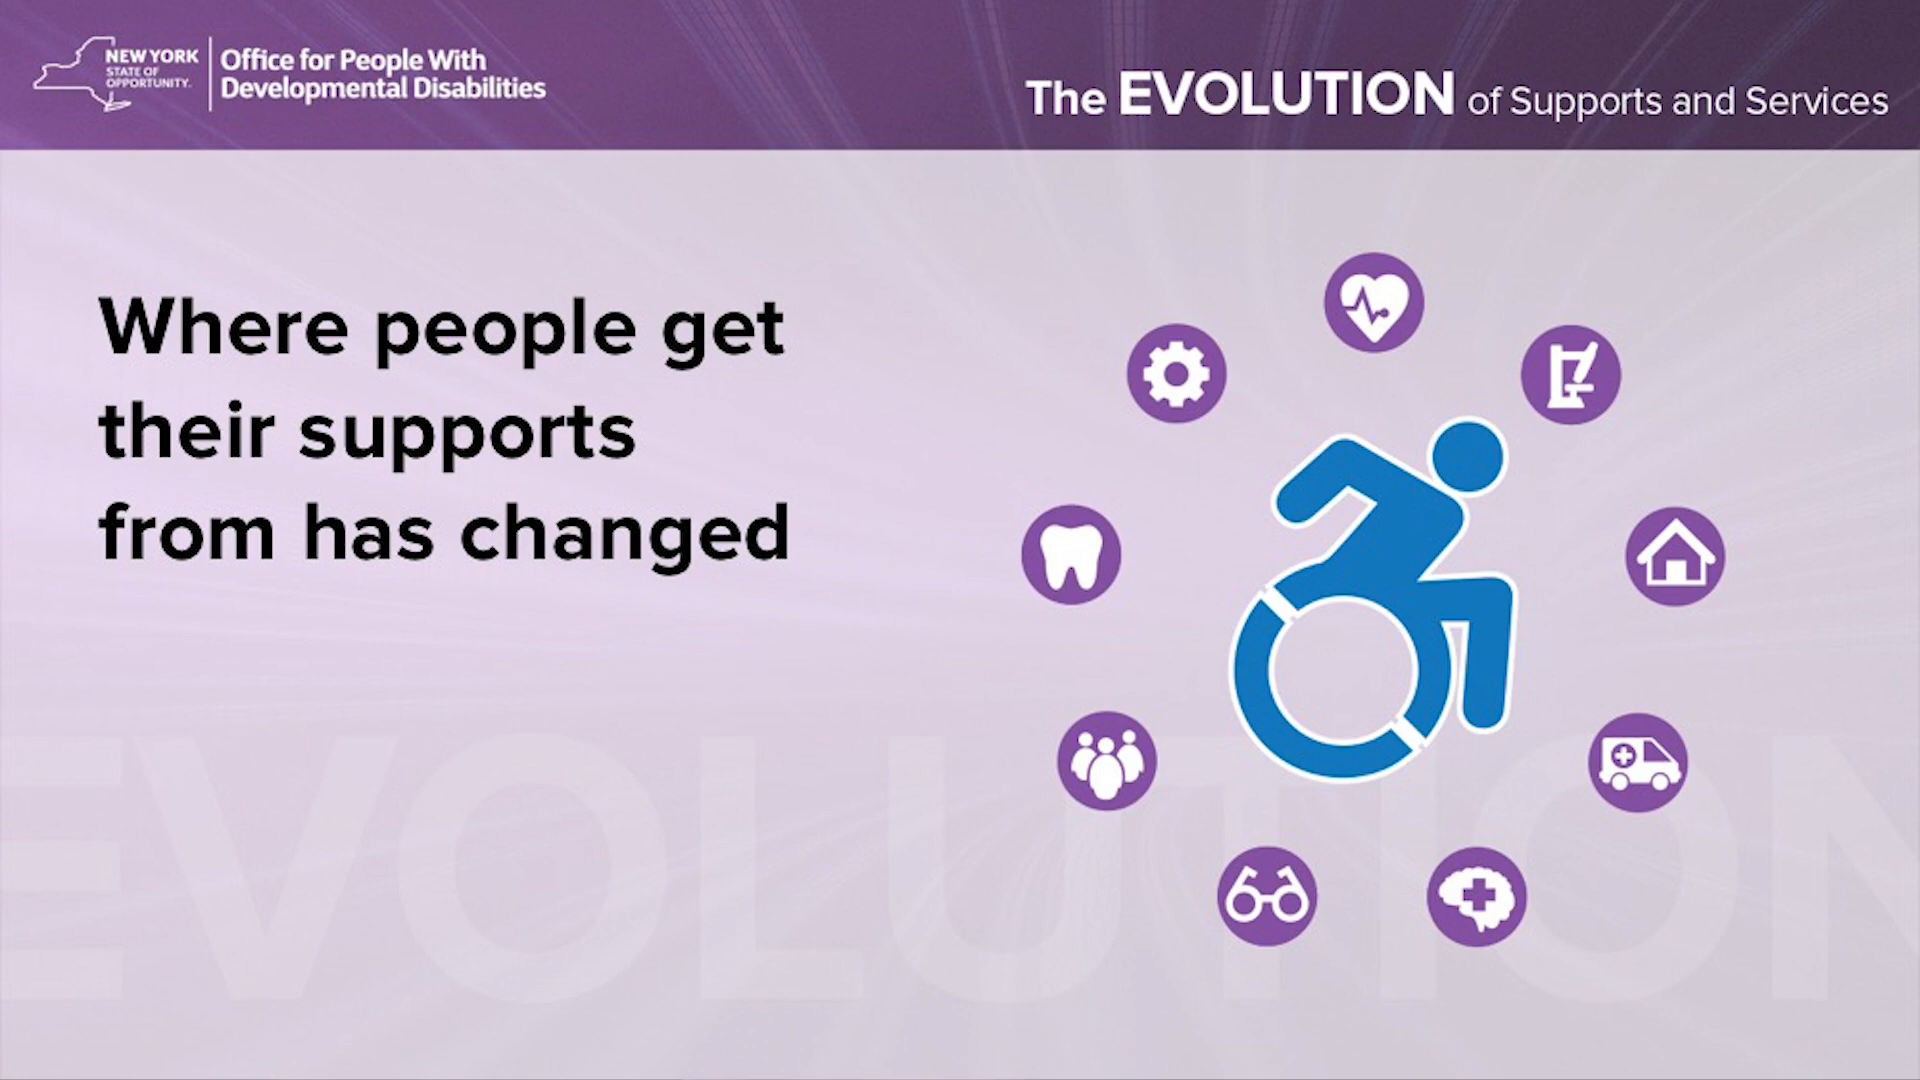 NEW YORK
STATE OF
OPPORTUNITY.
Office for People With
Developmental Disabilities
The EVOLUTION of Supports and Services
Where people get
their supports
from has changed
EVOLUTION